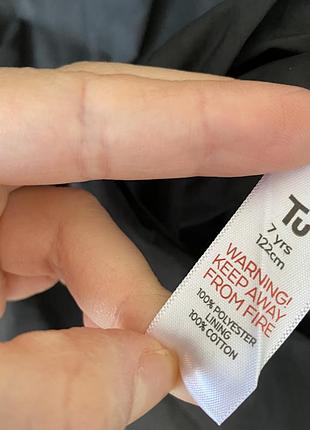 Tu
7 yrs
122cm
WARNING!
KEEP AWAY
FROM FIRE
100% POLYESTER
LINING
100% COTTON